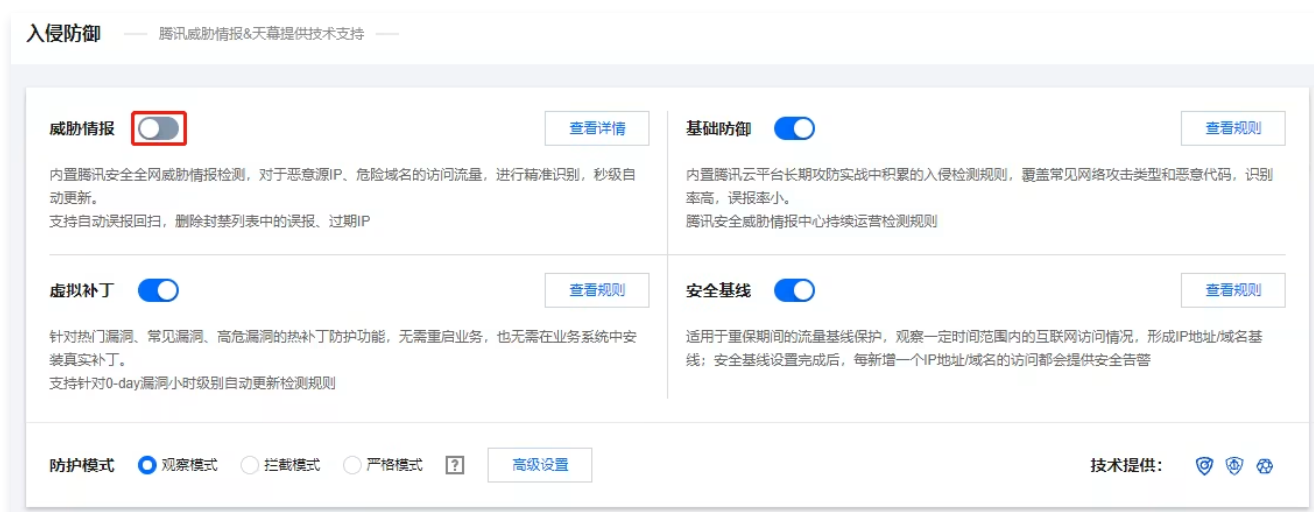 入侵防御 腾讯威胁情报&天幕提供技术支持
威胁情报 查看详情
内置腾讯安全全网威胁情报检测，对于恶意源IP、危险域名的访问流量，进行精准识别，秒级自
动更新。
支持自动误报回扫，删除封禁列表中的误报、过期IP
基础防御 查看规则
内置腾讯云平台长期攻防实战中积累的入侵检测规则，覆盖常见网络攻击类型和恶意代码，识别
率高，误报率小。
腾讯安全威胁情报中心持续运营检测规则
虚拟补丁 查看规则
针对热门漏洞、常见漏洞、高危漏洞的热补丁防护功能，无需重启业务，也无需在业务系统中安
装真实补丁。
支持针对0-day漏洞小时级别自动更新检测规则
安全基线 查看规则
适用于重保期间的流量基线保护，观察一定时间范围内的互联网访问情况，形成IP地址/域名基
线；安全基线设置完成后，每新增一个IP地址/域名的访问都会提供安全告警
防护模式 观察模式 拦截模式 严格模式 ? 高级设置 技术提供：